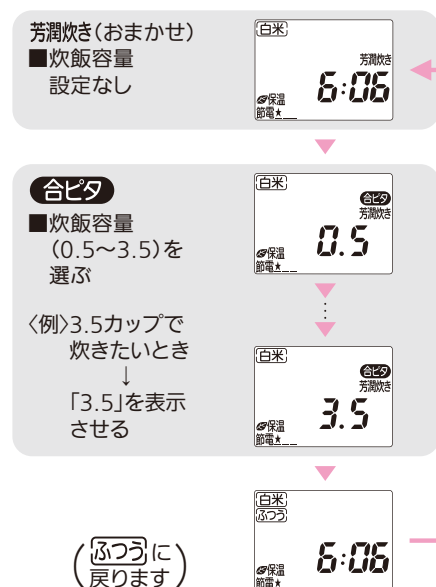 芳潤炊き(おまかせ)
■炊飯容量
設定なし
白米
芳潤炊き
6:06
保温
節電★__
合ピタ
■炊飯容量
(0.5〜3.5)を
選ぶ
〈例〉3.5カップで
炊きたいとき
↓
「3.5」を表示
させる
白米
合ピタ
芳潤炊き
0.5
保温
節電★__
白米
合ピタ
芳潤炊き
3.5
保温
節電★__
(ふつうに
戻ります)
白米
ふつう
6:06
保温
節電★